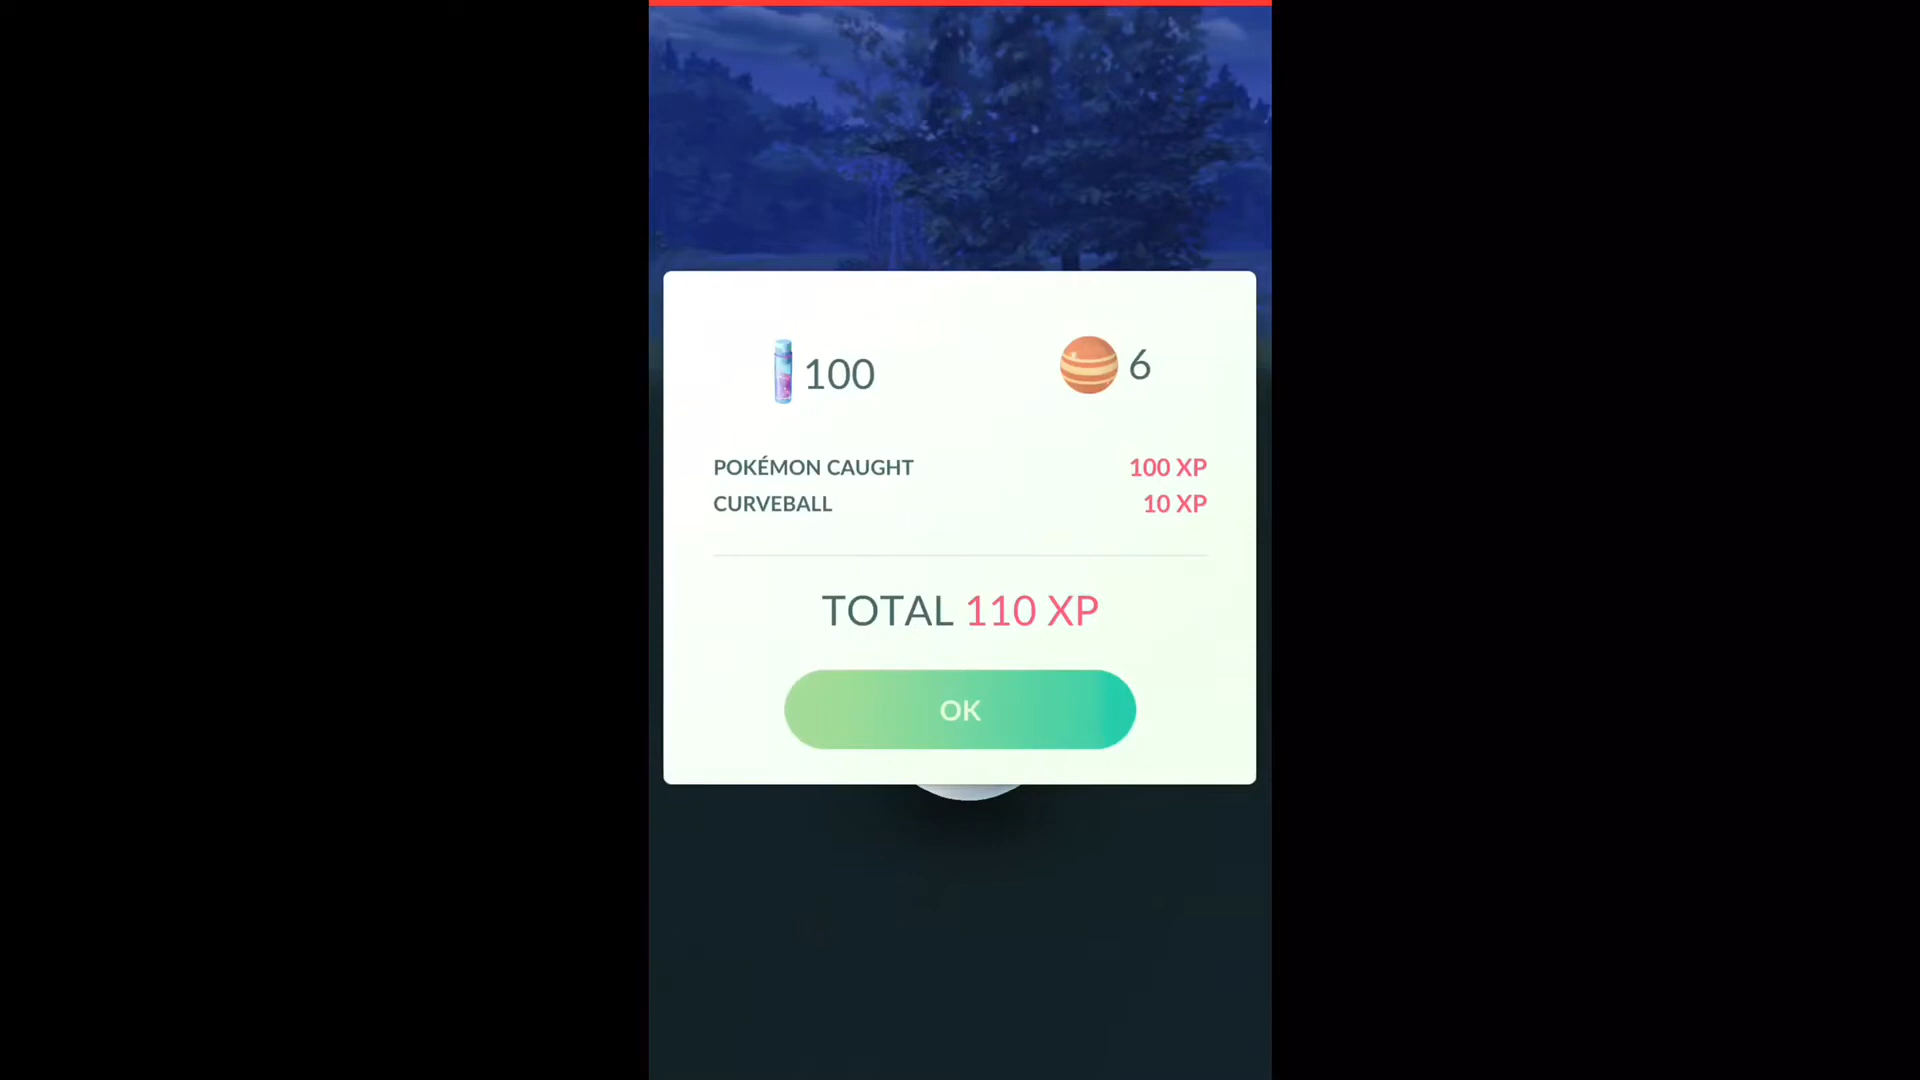 100
6
POKÉMON CAUGHT 100 XP
CURVEBALL 10 XP
TOTAL 110 XP
OK